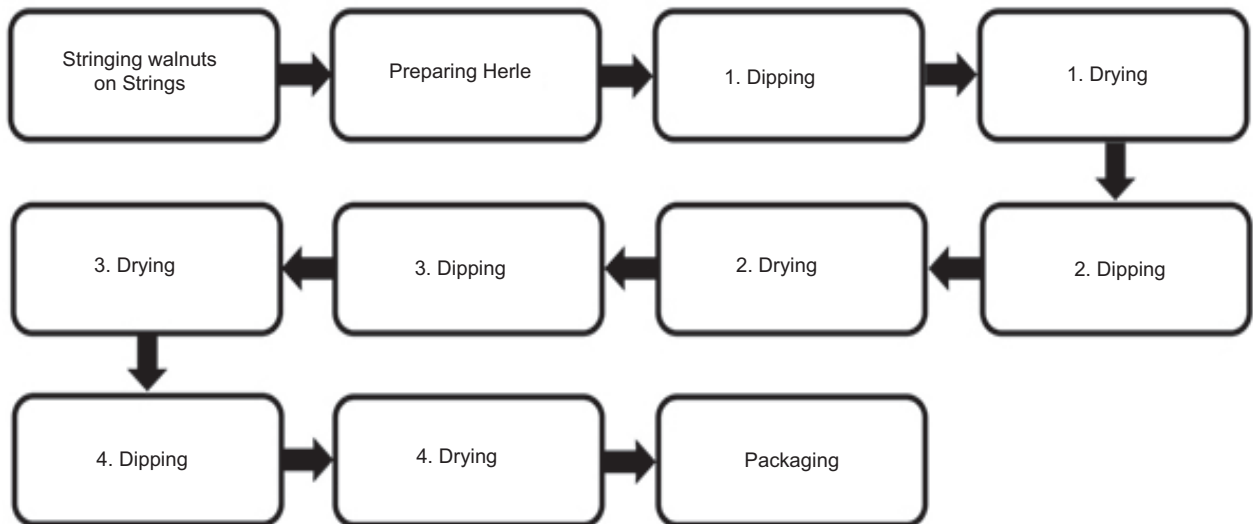 Stringing walnuts
on Strings
Preparing Herle
1. Dipping
1. Drying
2. Dipping
2. Drying
3. Dipping
3. Drying
4. Dipping
4. Drying
Packaging